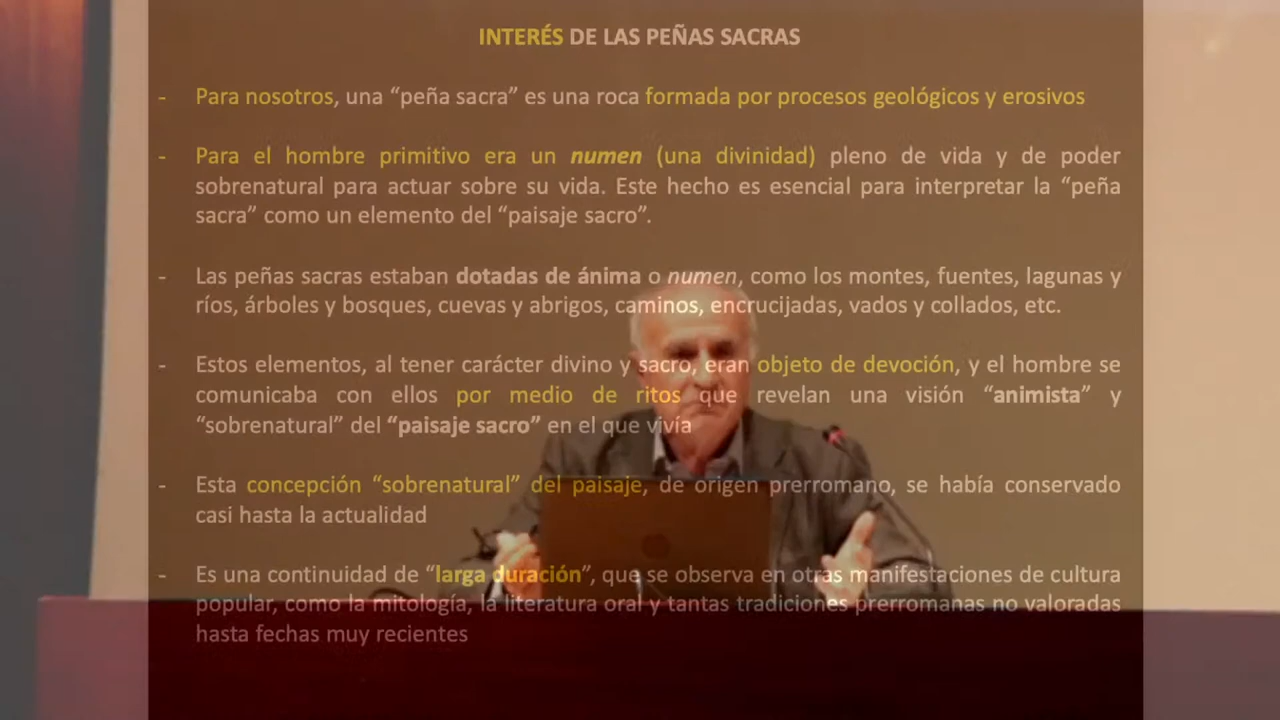 INTERÉS DE LAS PEÑAS SACRAS
- Para nosotros, una “peña sacra” es una roca formada por procesos geológicos y erosivos
- Para el hombre primitivo era un numen (una divinidad) pleno de vida y de poder
sobrenatural para actuar sobre su vida. Este hecho es esencial para interpretar la “peña
sacra” como un elemento del “paisaje sacro”.
- Las peñas sacras estaban dotadas de ánima o numen, como los montes, fuentes, lagunas y
ríos, árboles y bosques, cuevas y abrigos, caminos, encrucijadas, vados y collados, etc.
- Estos elementos, al tener carácter divino y sacro, eran objeto de devoción, y el hombre se
comunicaba con ellos por medio de ritos que revelan una visión “animista” y
“sobrenatural” del “paisaje sacro” en el que vivía
- Esta concepción “sobrenatural” del paisaje, de origen prerromano, se había conservado
casi hasta la actualidad
- Es una continuidad de “larga duración”, que se observa en otras manifestaciones de cultura
popular, como la mitología, la literatura oral y tantas tradiciones prerromanas no valoradas
hasta fechas muy recientes